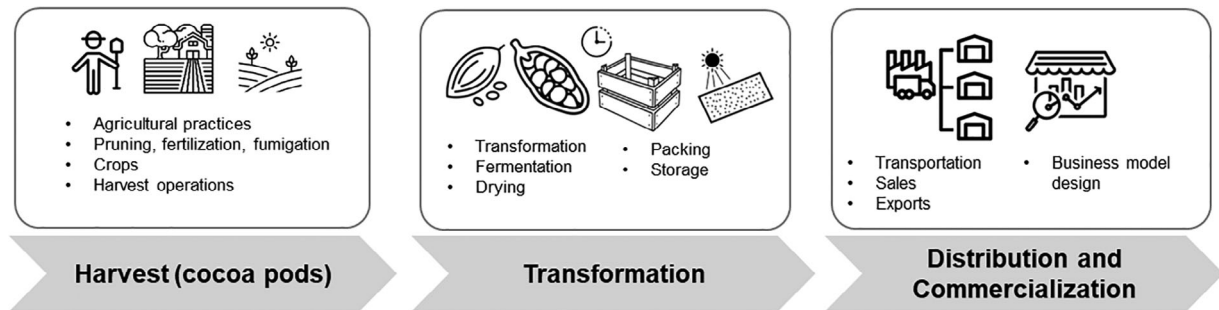 • Agricultural practices
• Pruning, fertilization, fumigation
• Crops
• Harvest operations
Harvest (cocoa pods)
• Transformation
• Fermentation
• Drying
• Packing
• Storage
Transformation
• Transportation
• Sales
• Exports
• Business model
design
Distribution and
Commercialization